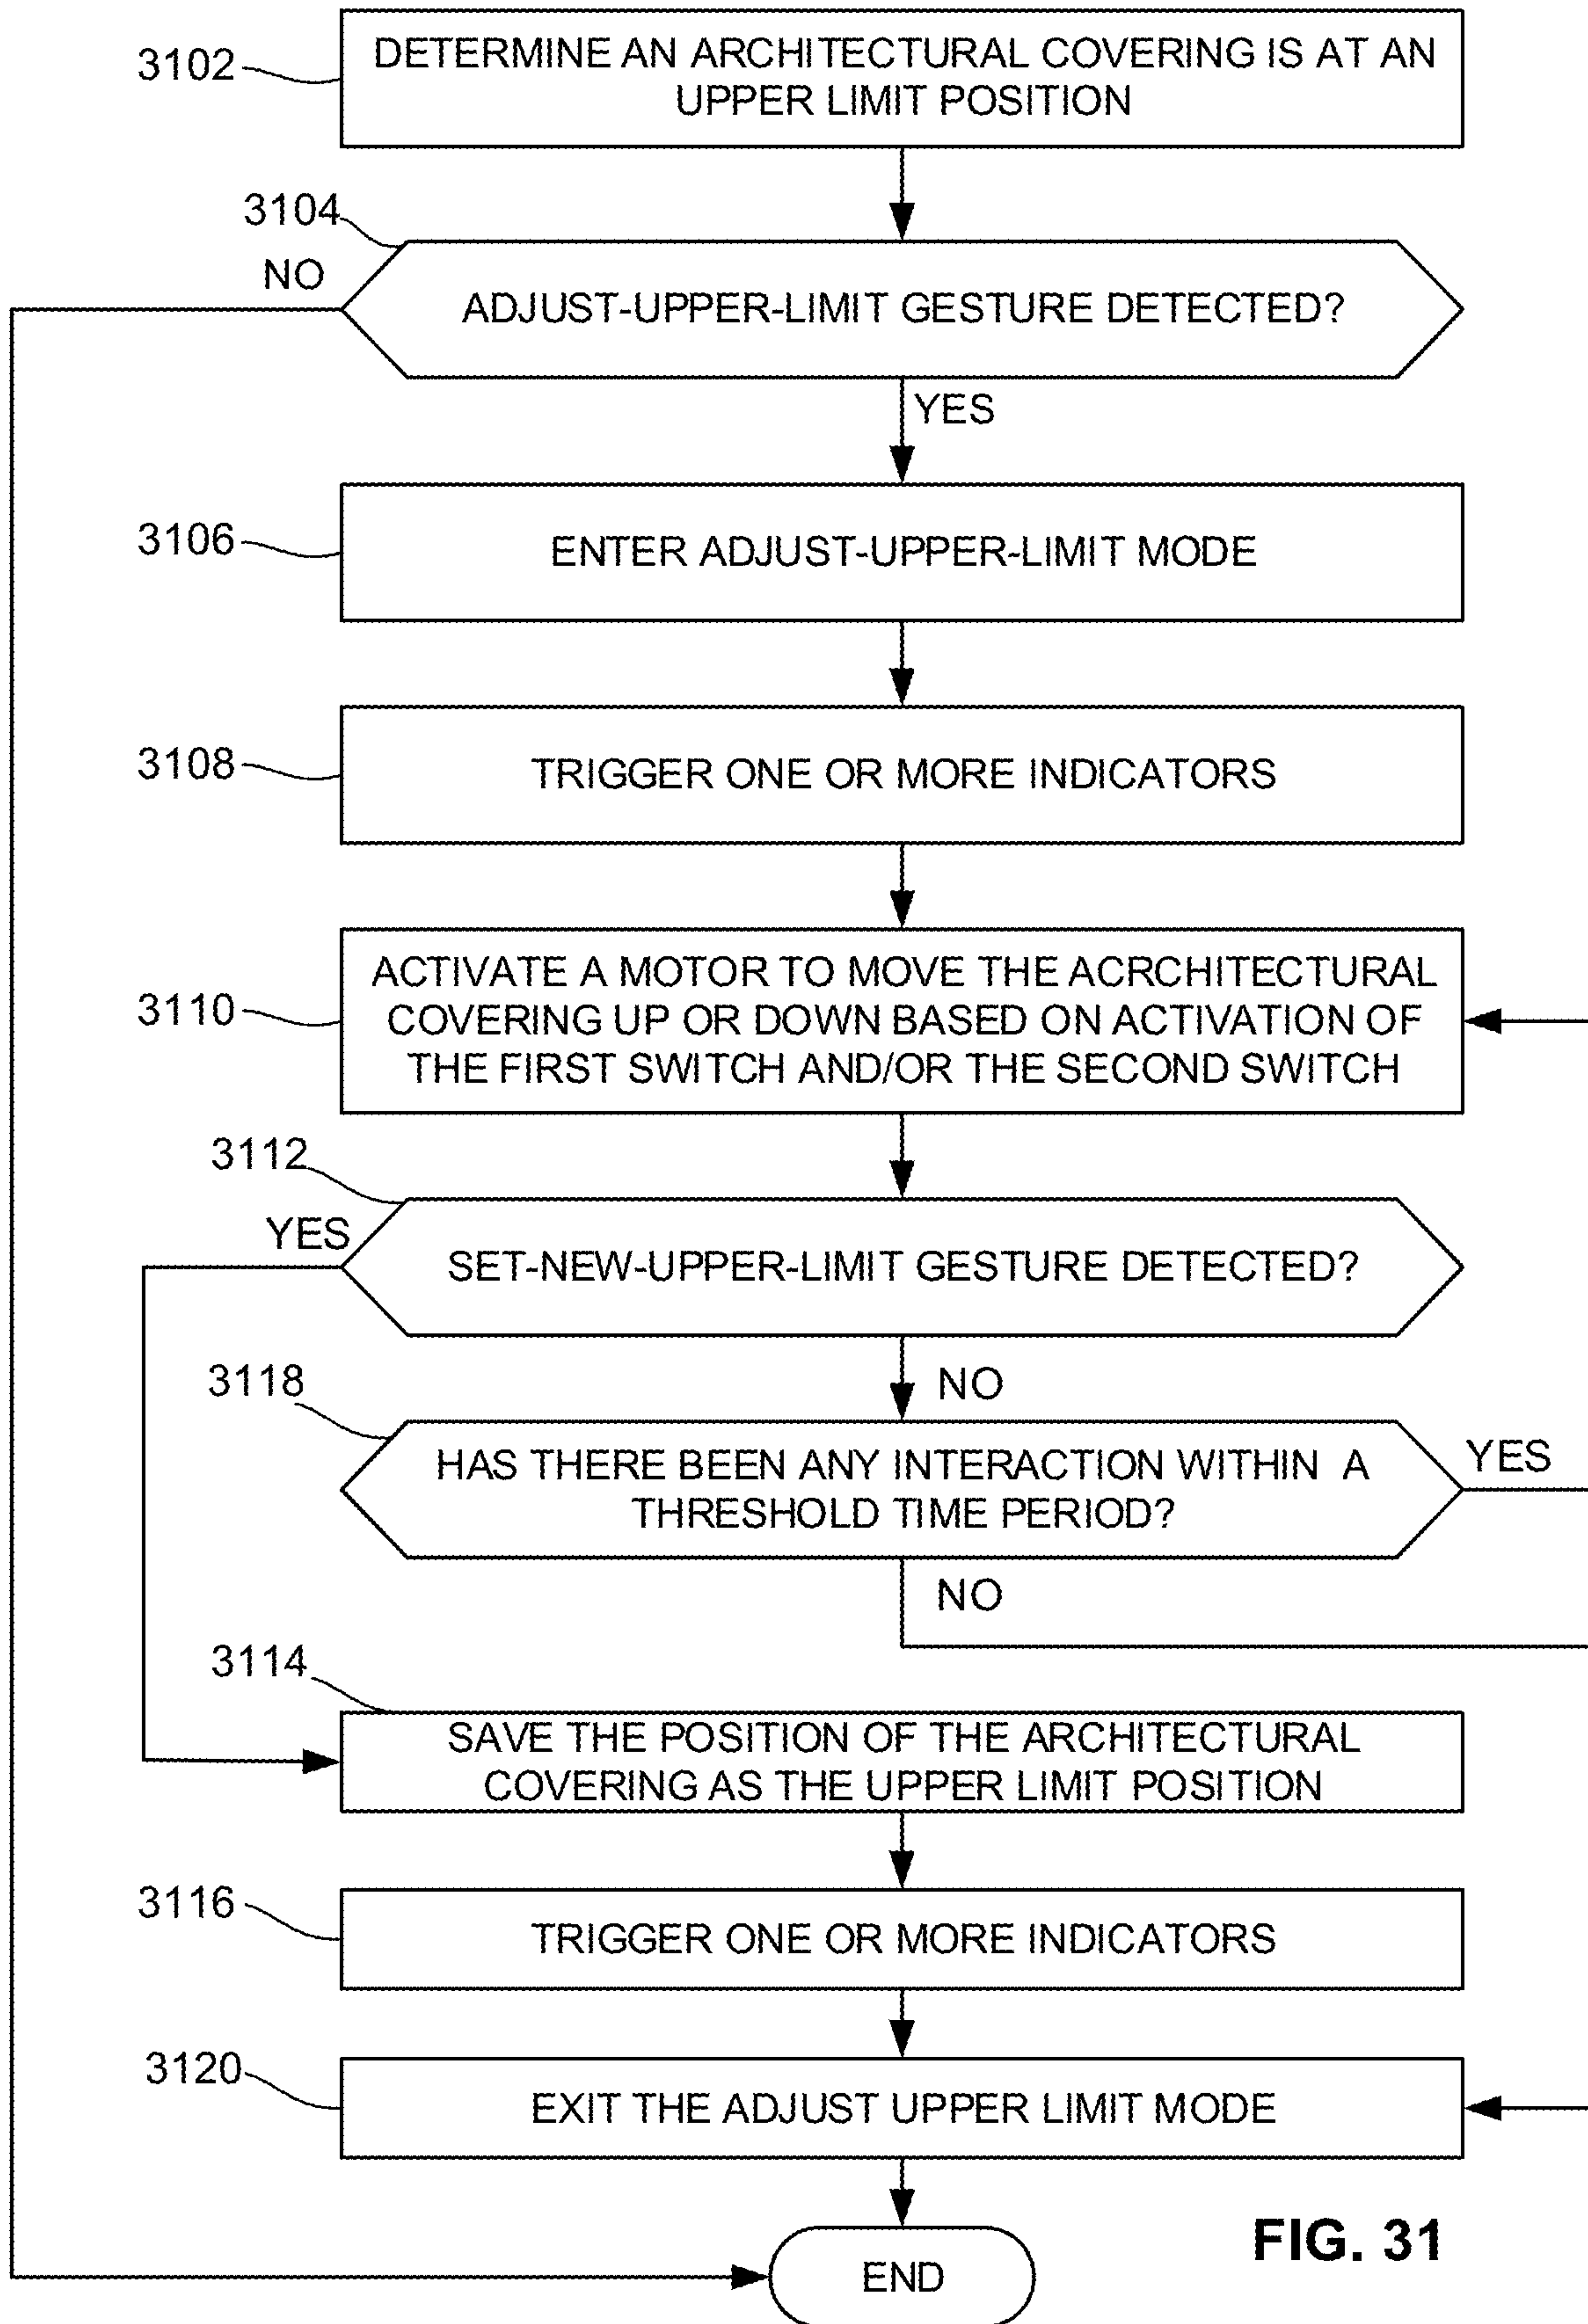 3102
DETERMINE AN ARCHITECTURAL COVERING IS AT AN
UPPER LIMIT POSITION
3104
NO
ADJUST-UPPER-LIMIT GESTURE DETECTED?
YES
3106
ENTER ADJUST-UPPER-LIMIT MODE
3108
TRIGGER ONE OR MORE INDICATORS
3110
ACTIVATE A MOTOR TO MOVE THE ACRCHITECTURAL
COVERING UP OR DOWN BASED ON ACTIVATION OF
THE FIRST SWITCH AND/OR THE SECOND SWITCH
3112
YES
SET-NEW-UPPER-LIMIT GESTURE DETECTED?
NO
3118
HAS THERE BEEN ANY INTERACTION WITHIN A
THRESHOLD TIME PERIOD?
YES
NO
3114
SAVE THE POSITION OF THE ARCHITECTURAL
COVERING AS THE UPPER LIMIT POSITION
3116
TRIGGER ONE OR MORE INDICATORS
3120
EXIT THE ADJUST UPPER LIMIT MODE
END
FIG. 31